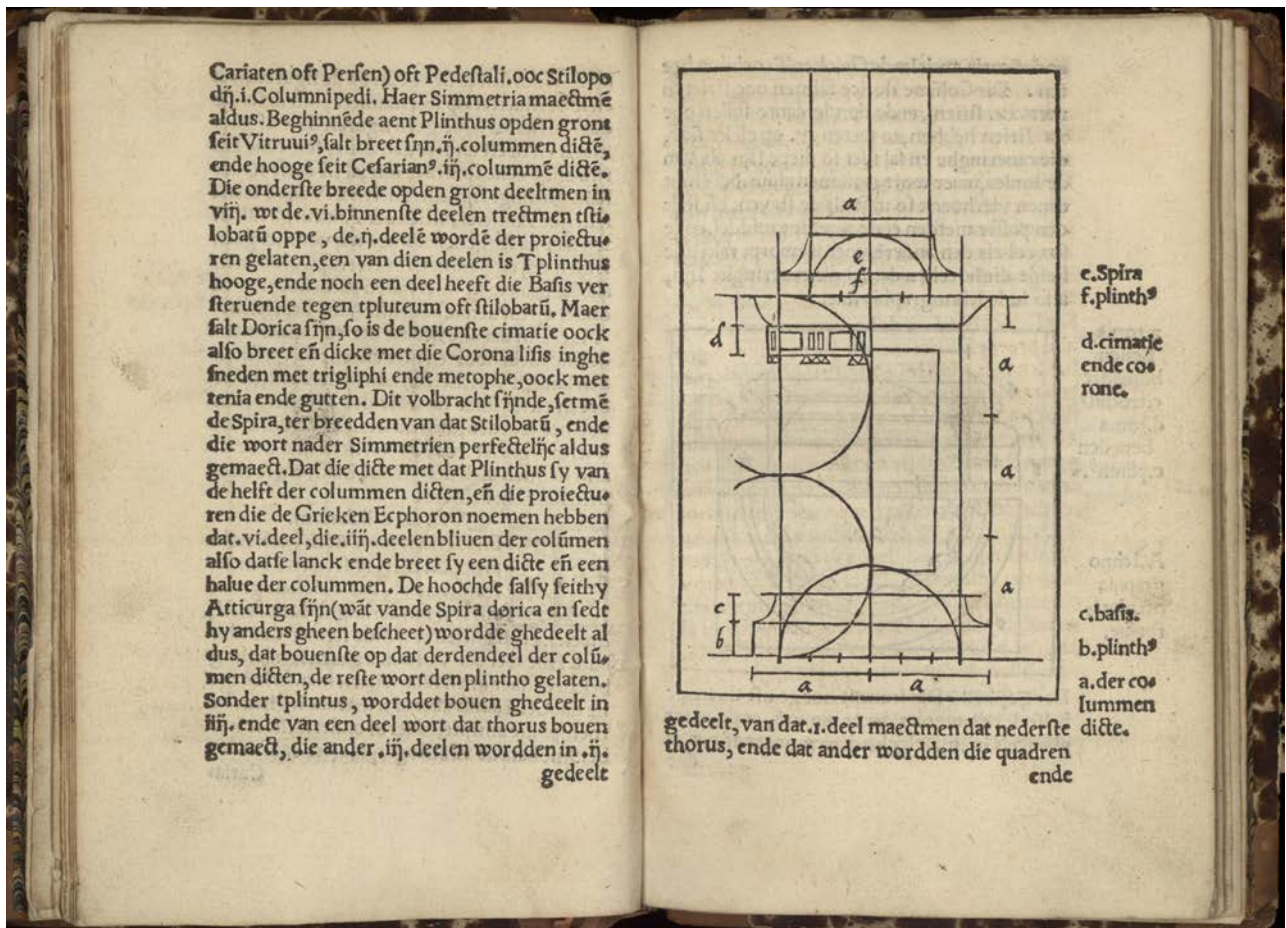 Cariaten oft Persen) oft Pedestali.ooc Stilopo
dij.i.Columnipedi. Haer Simmetria maectmē
aldus. Beghinnēde aent Plinthus opden gront
seit Vitruuiꝰ, salt breet sijn.ij.colummen dictē,
ende hooge seit Cesarianꝰ.iij.colummē dictē.
Die onderste breede opden gront deeltmen in
viij. wt de.vi.binnenste deelen trectmen tsti-
lobatū oppe, de.ij.deelē wordē der proiectu-
ren gelaten, een van dien deelen is Tplinthus
hooge, ende noch een deel heeft die Basis ver
steruende tegen tpluteum oft stilobatū. Maer
salt Dorica sijn, so is de bouenste cimatie oock
also breet eñ dicke met die Corona lisis inghe
sneden met trigliphi ende metophe, oock met
tenia ende gutten. Dit volbracht sijnde, setmē
de Spira, ter breedden van dat Stilobatū, ende
die wort nader Simmetrien perfectelijc aldus
gemaect. Dat die dicte met dat Plinthus sy van
de helft der colummen dicten, eñ die proiectu-
ren die de Grieken Ecphoron noemen hebben
dat.vi.deel, die.iiij.deelen bliuen der colūmen
also datse lanck ende breet sy een dicte eñ een
halue der colummen. De hoochde salsy seithy
Atticurga sijn (wāt vande Spira dorica en sedt
hy anders gheen bescheet) wordde ghedeelt al
dus, dat bouenste op dat derdendeel der colū-
men dicten, de reste wort den plintho gelaten.
Sonder tplintus, worddet bouen ghedeelt in
iiij. ende van een deel wort dat thorus bouen
gemaect, die ander.iij.deelen wordden in.ij.
gedeelt
a
e
f
d
a
a
a
c
b
a a
e.Spira
f.plinthꝰ
d.cimatie
ende co-
rone.
c.basis.
b.plinthꝰ
a.der co-
lummen
dicte.
gedeelt, van dat.1.deel maectmen dat nederste
thorus, ende dat ander wordden die quadren
ende